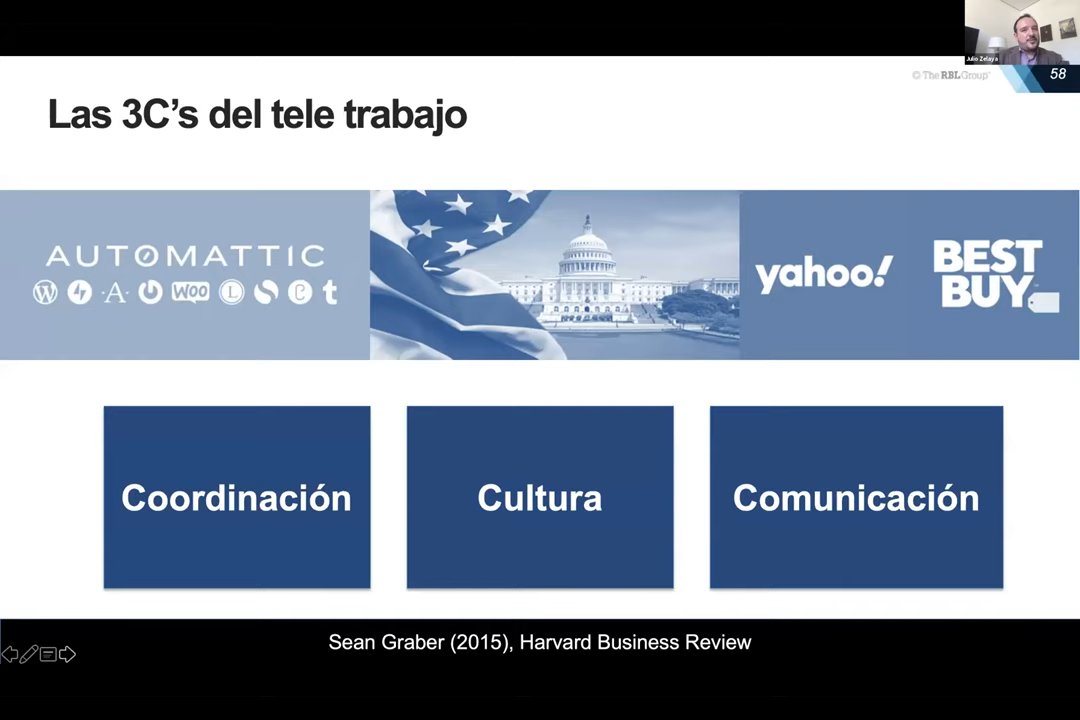 Julio Zelaya
© The RBL Group
58
Las 3C’s del tele trabajo
AUTOMATTIC
W A WOO L C t
yahoo!
BEST
BUY
Coordinación
Cultura
Comunicación
Sean Graber (2015), Harvard Business Review